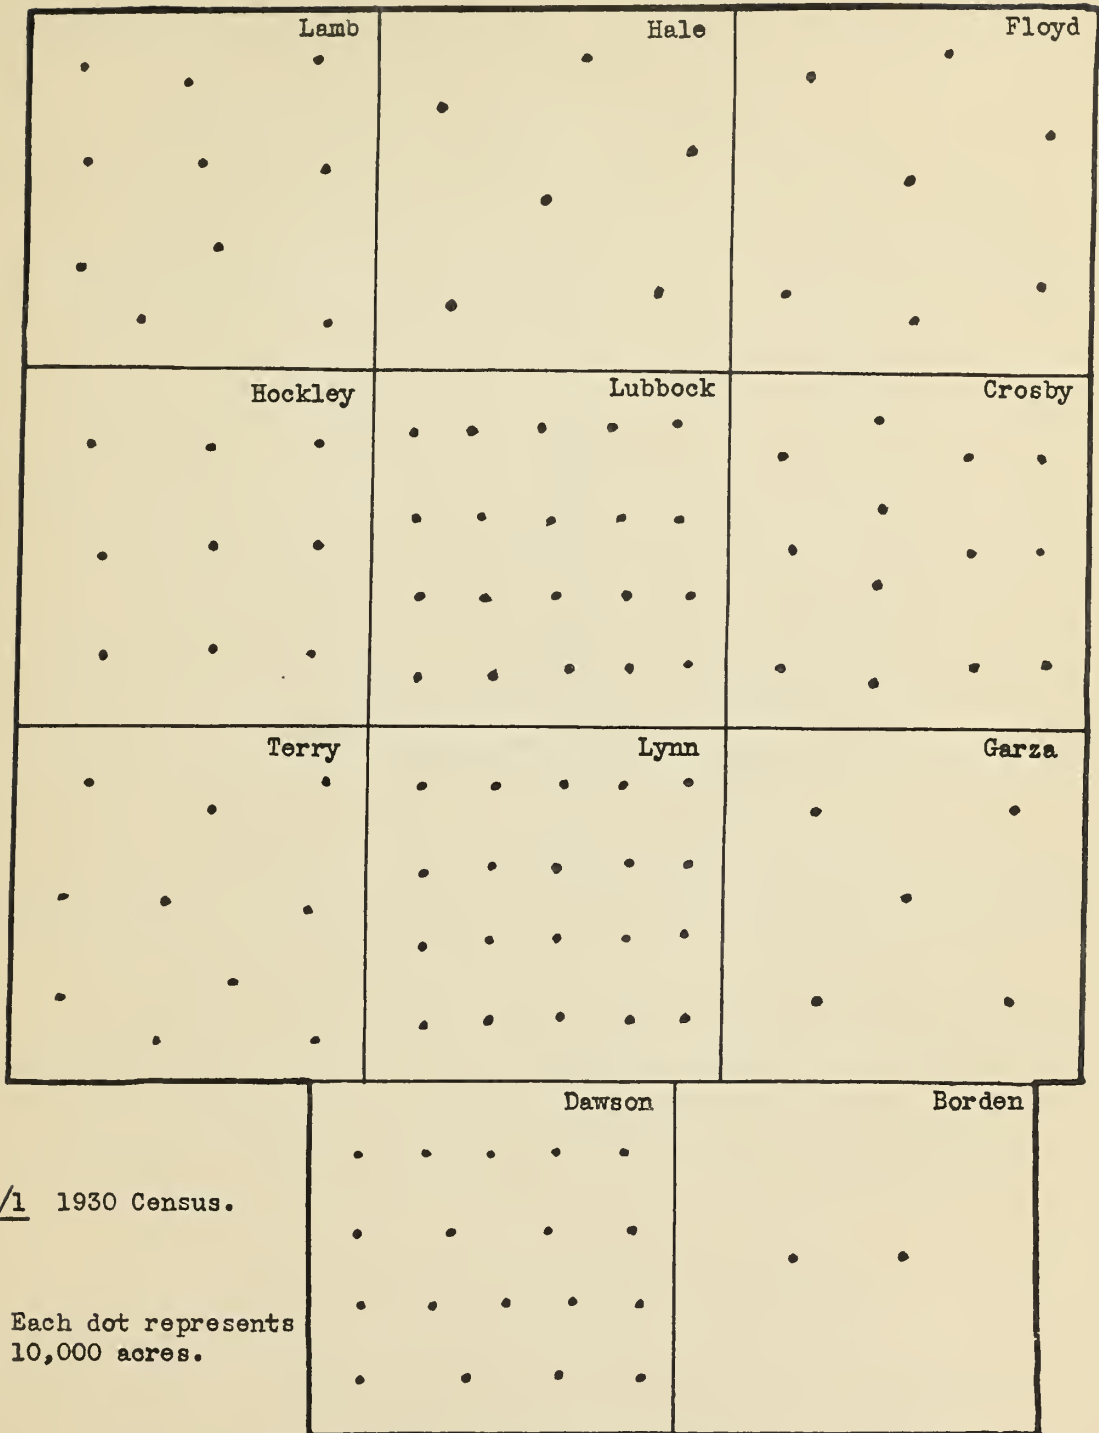 Lamb
Hale
Floyd
Hockley
Lubbock
Crosby
Terry
Lynn
Garza
Dawson
Borden
/1 1930 Census.
Each dot represents
10,000 acres.